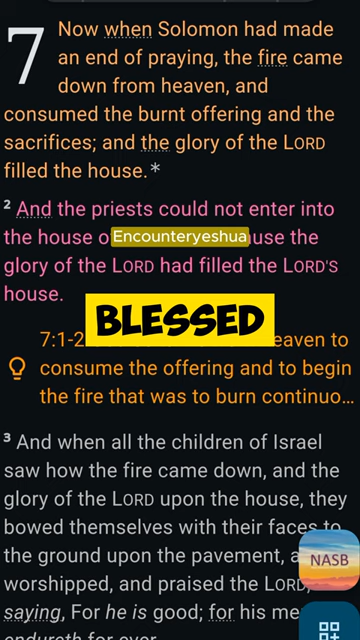 7 Now when Solomon had made
an end of praying, the fire came
down from heaven, and
consumed the burnt offering and the
sacrifices; and the glory of the LORD
filled the house.*
2 And the priests could not enter into
the house o Encounteryeshua use the
glory of the LORD had filled the LORD'S
house.
BLESSED
7:1-2 eaven to
consume the offering and to begin
the fire that was to burn continuo...
3 And when all the children of Israel
saw how the fire came down, and the
glory of the LORD upon the house, they
bowed themselves with their faces to
the ground upon the pavement, a
worshipped, and praised the LORD,
saying, For he is good; for his me
endureth for ever
NASB